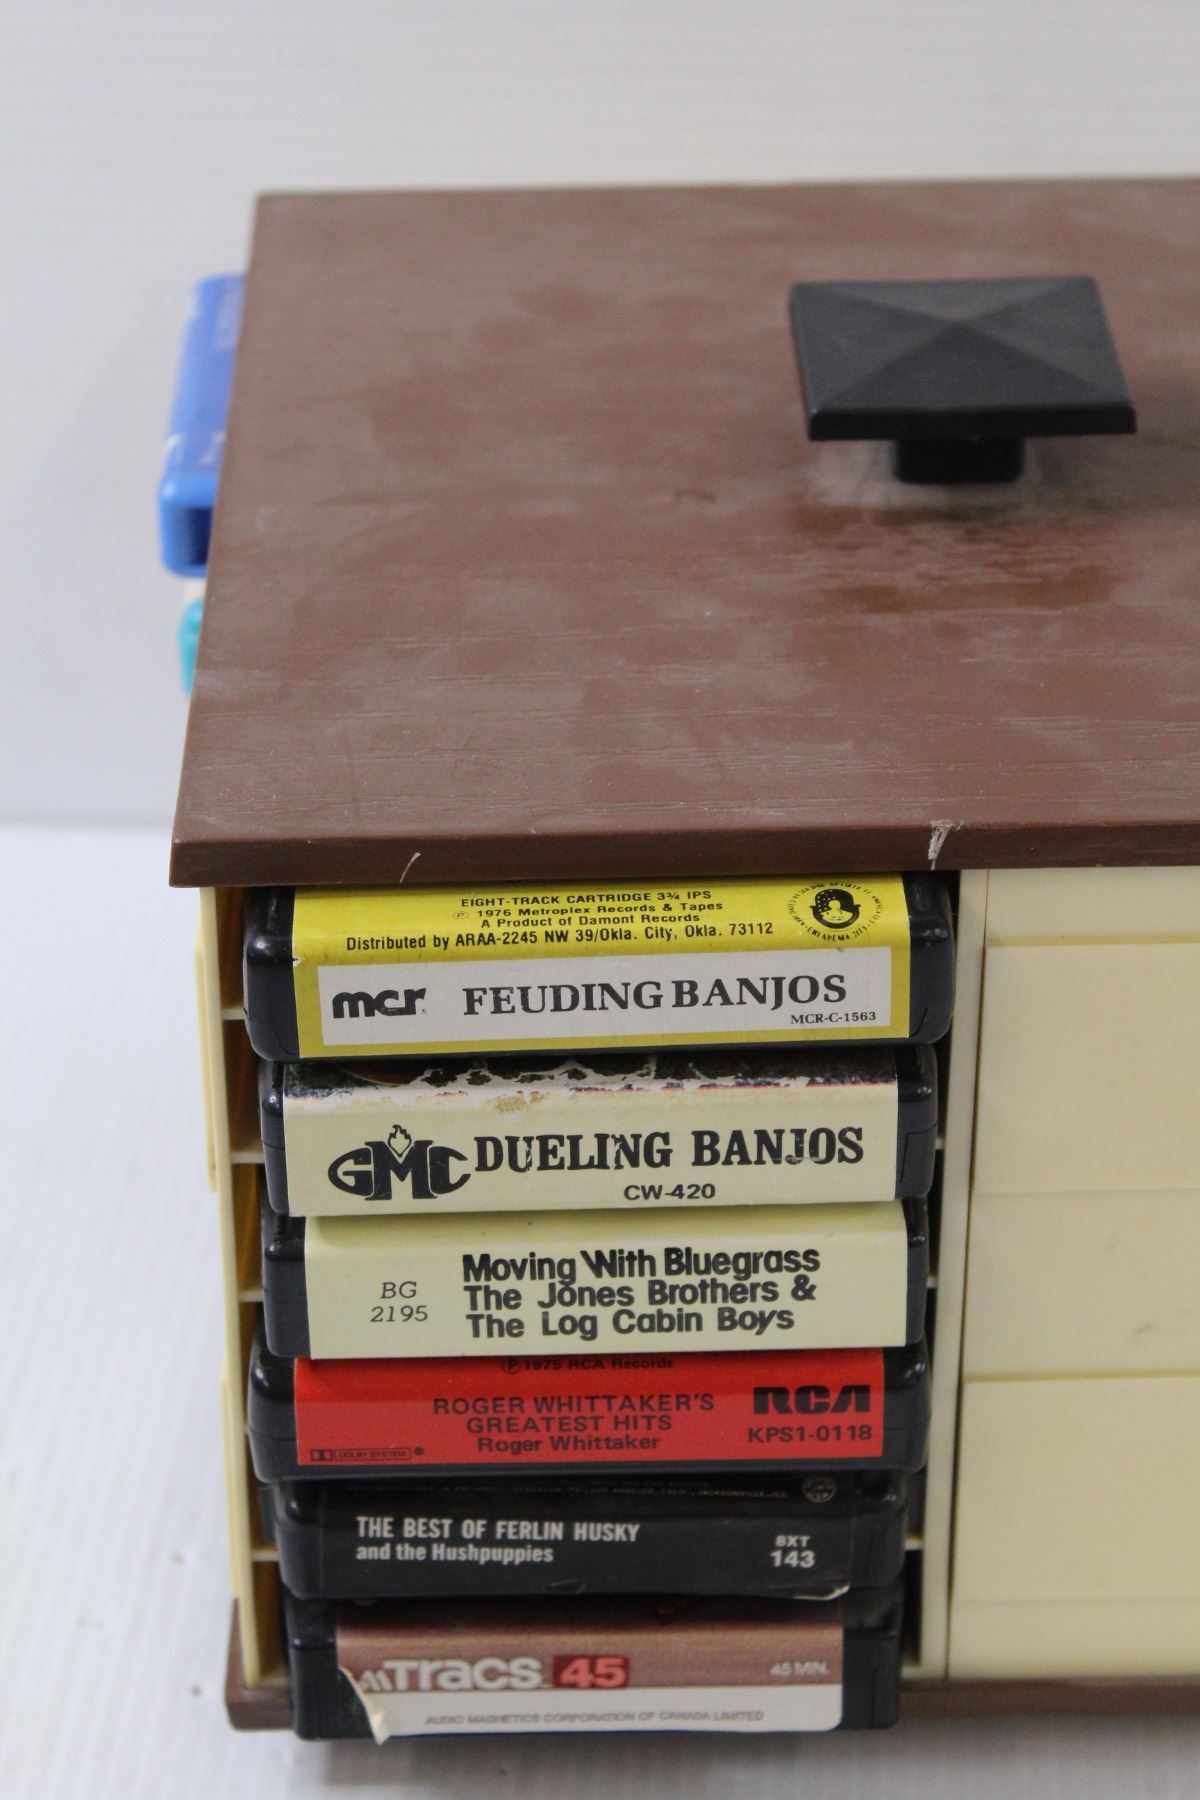 EIGHT-TRACK CARTRIDGE 3¾ IPS
℗ 1976 Metroplex Records & Tapes
A Product of Damont Records
Distributed by ARAA-2245 NW 39/Okla. City, Okla. 73112
mcr FEUDING BANJOS
MCR-C-1563
GMC DUELING BANJOS
CW-420
BG
2195
Moving With Bluegrass
The Jones Brothers &
The Log Cabin Boys
℗1975 RCA Records
ROGER WHITTAKER'S
GREATEST HITS
Roger Whittaker
RCA
KPS1-0118
DOLBY SYSTEM ®
THE BEST OF FERLIN HUSKY
and the Hushpuppies
8XT
143
TRACS 45
45 MIN.
AUDIO MAGNETICS CORPORATION OF CANADA LIMITED